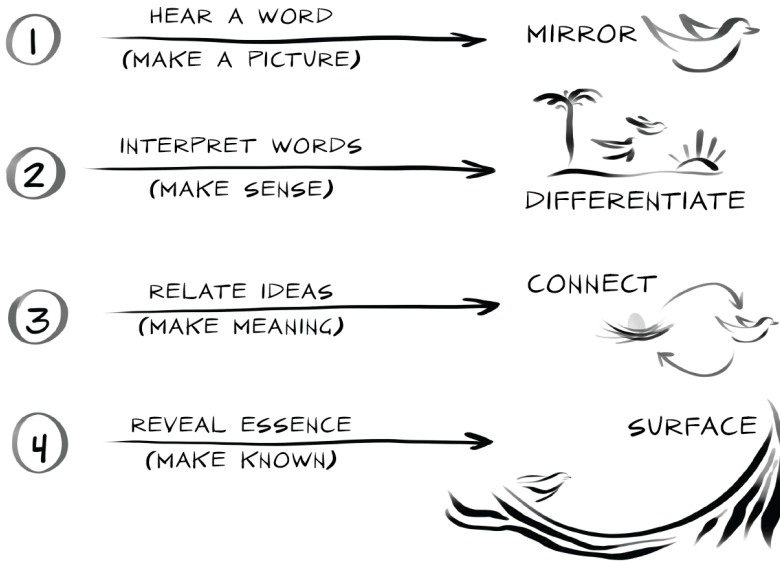 1
HEAR A WORD
(MAKE A PICTURE)
MIRROR
2
INTERPRET WORDS
(MAKE SENSE)
DIFFERENTIATE
3
RELATE IDEAS
(MAKE MEANING)
CONNECT
4
REVEAL ESSENCE
(MAKE KNOWN)
SURFACE